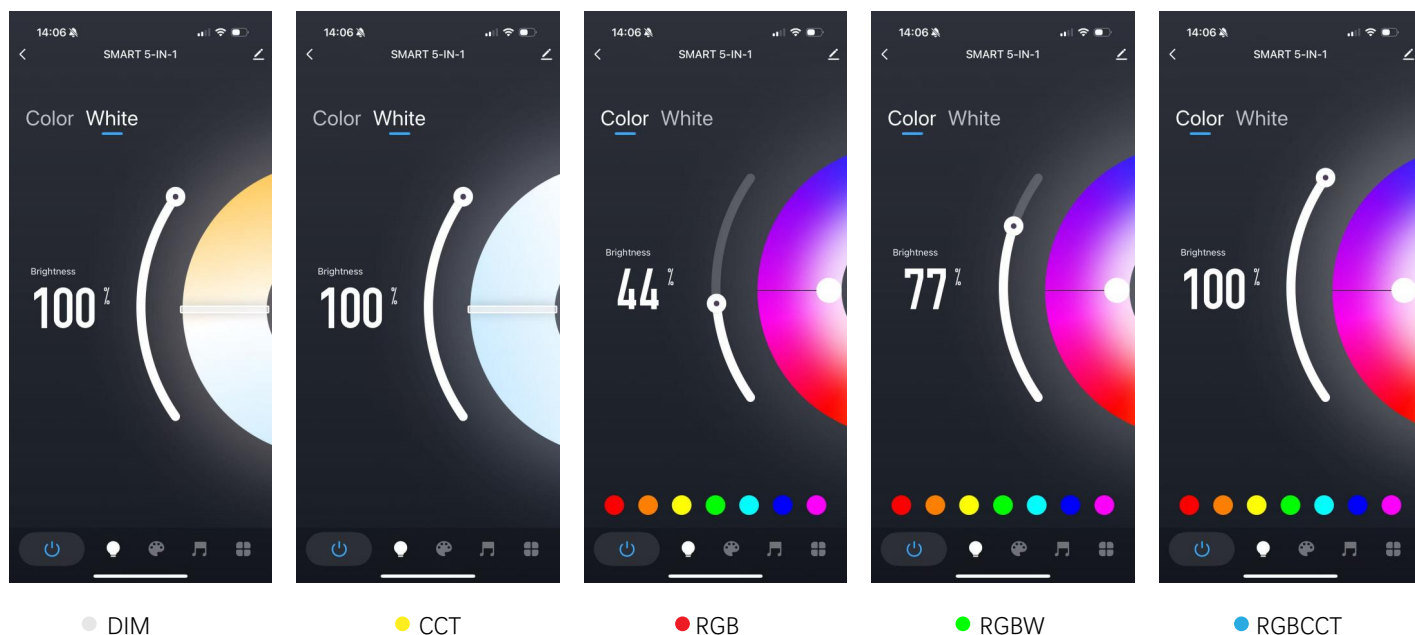 14:06
SMART 5-IN-1
Color White
Brightness
100 %
DIM
14:06
SMART 5-IN-1
Color White
Brightness
100 %
CCT
14:06
SMART 5-IN-1
Color White
Brightness
44 %
RGB
14:06
SMART 5-IN-1
Color White
Brightness
77 %
RGBW
14:06
SMART 5-IN-1
Color White
Brightness
100 %
RGBCCT